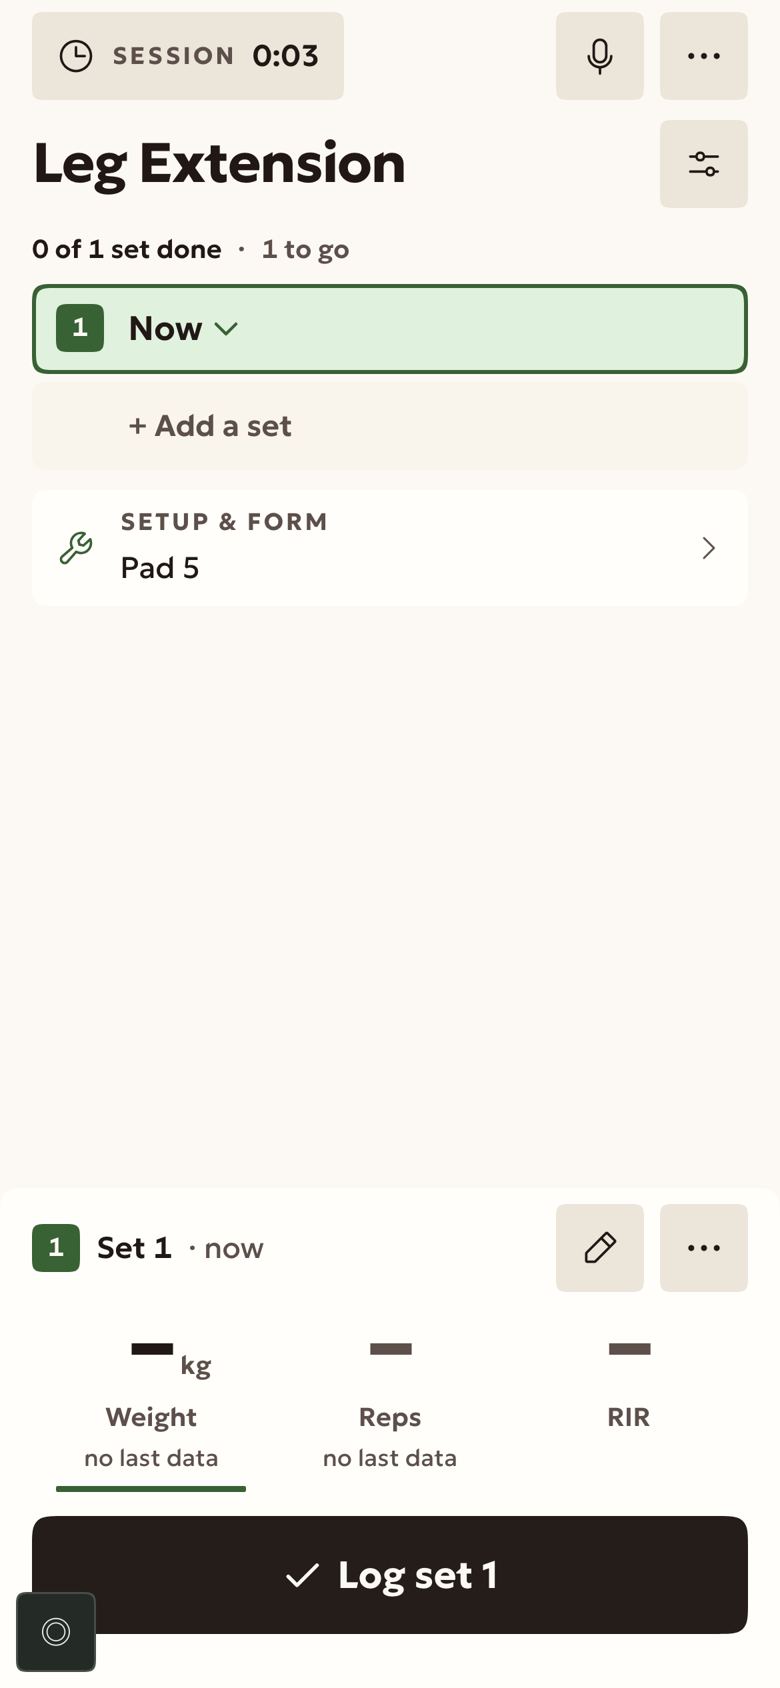 SESSION 0:03
Leg Extension
0 of 1 set done · 1 to go
1 Now
+ Add a set
SETUP & FORM
Pad 5
1 Set 1 · now
– kg – –
Weight Reps RIR
no last data no last data
Log set 1